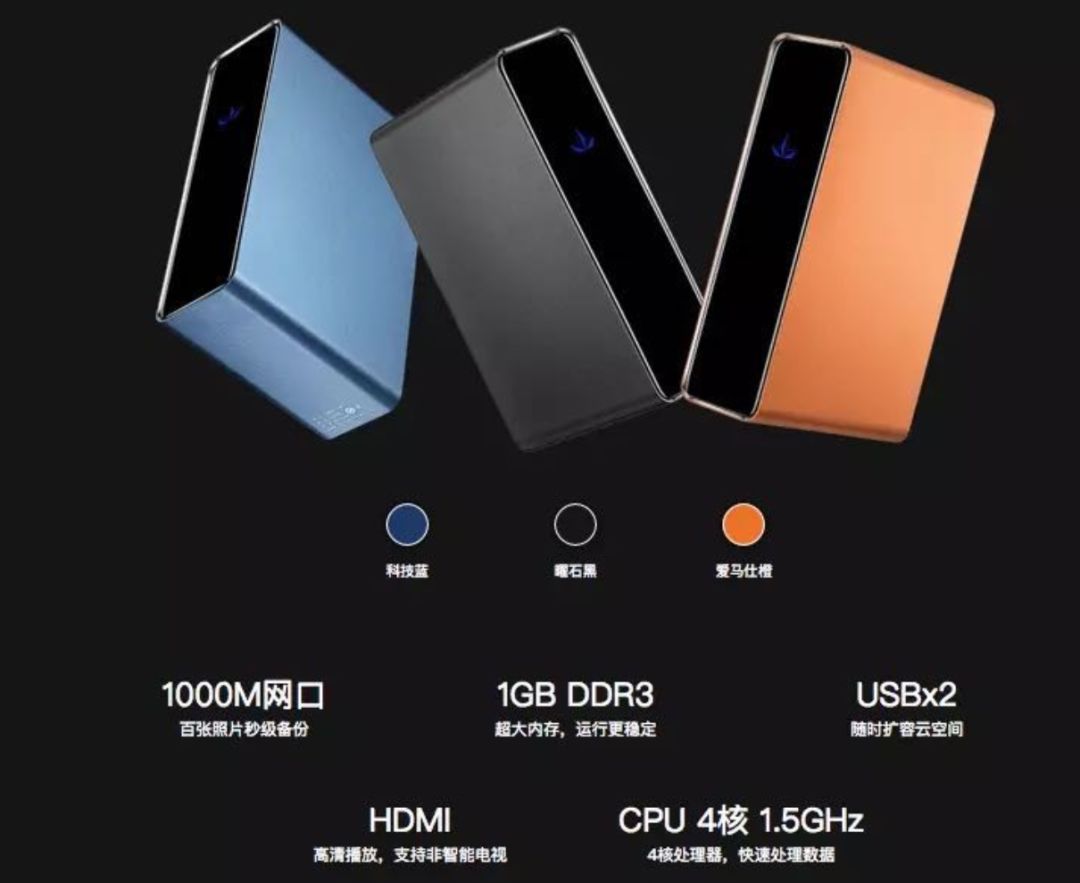 科技蓝
曜石黑
爱马仕橙
1000M网口
1GB DDR3
USBx2
百张照片秒级备份
超大内存，运行更稳定
随时扩容云空间
HDMI
CPU 4核 1.5GHz
高清播放，支持非智能电视
4核处理器，快速处理数据